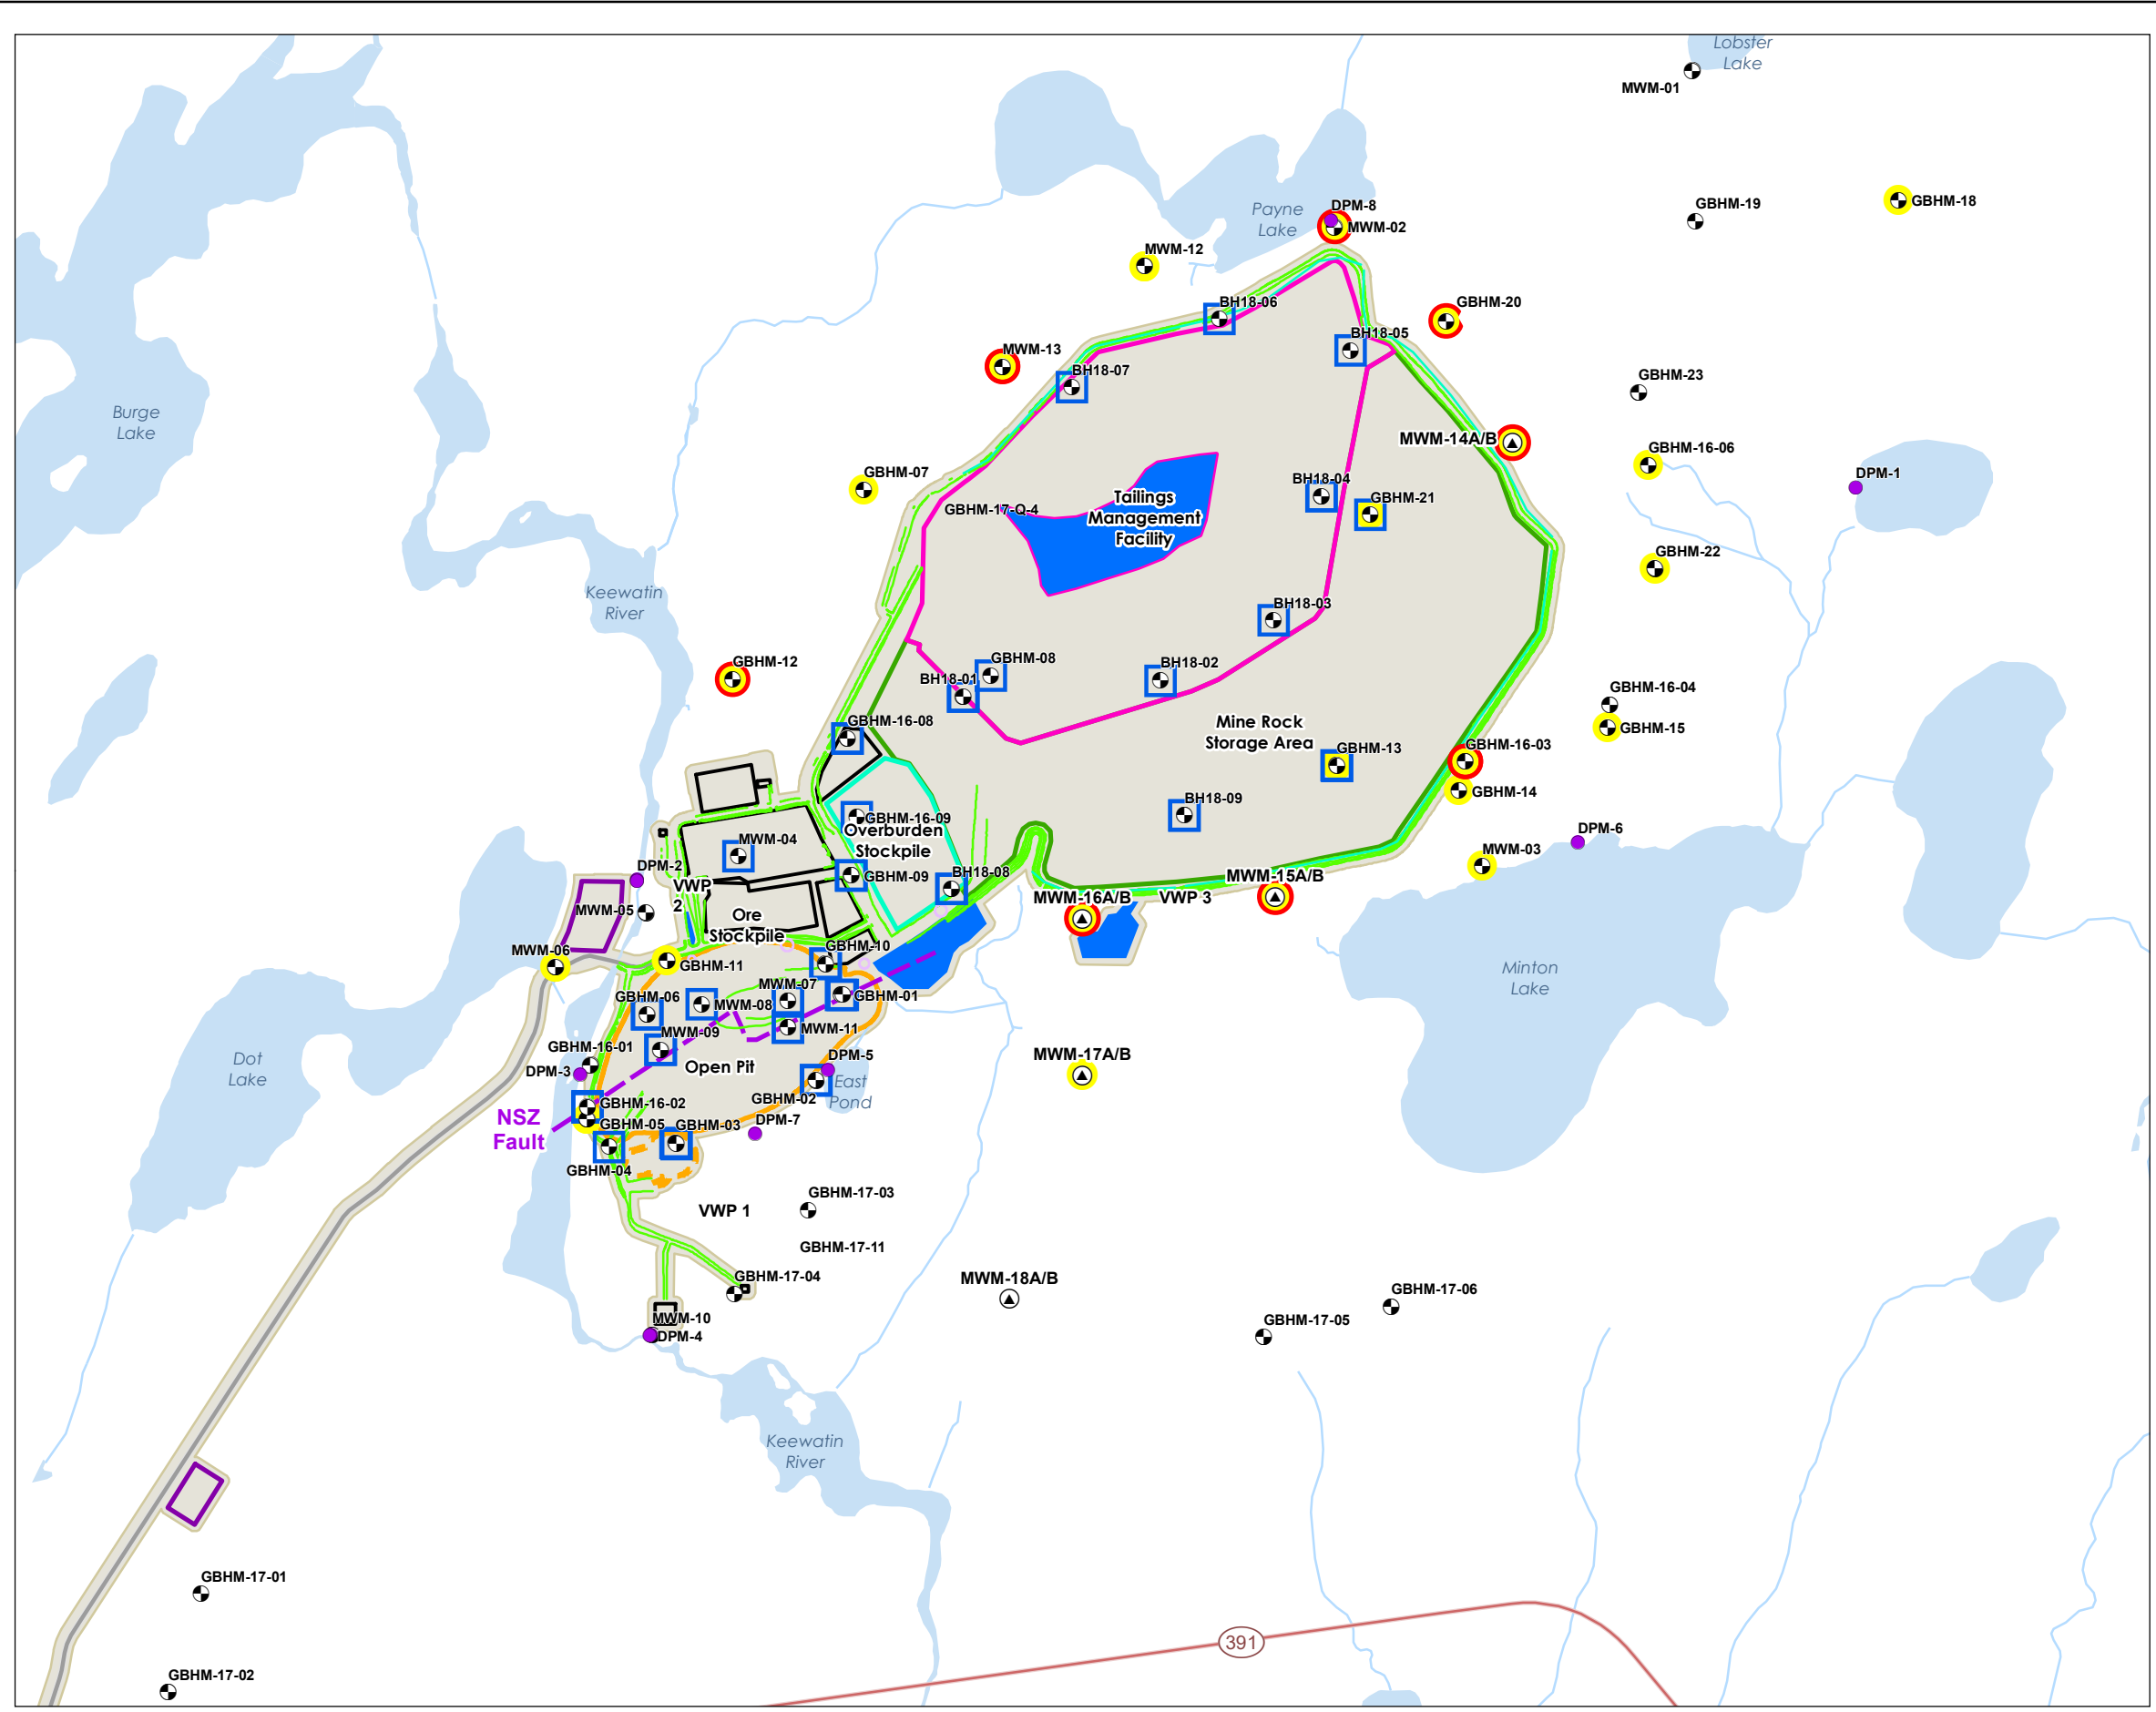 Lobster
Lake
MWM-01
GBHM-18
GBHM-19
Payne
Lake
DPM-8
MWM-02
MWM-12
BH18-06
GBHM-20
BH18-05
MWM-13
BH18-07
GBHM-23
Burge
Lake
MWM-14A/B
GBHM-16-06
DPM-1
GBHM-07
BH18-04
GBHM-21
GBHM-17-Q-4
Tailings
Management
Facility
GBHM-22
Keewatin
River
BH18-03
GBHM-12
GBHM-08
BH18-01
BH18-02
GBHM-16-04
GBHM-15
GBHM-16-08
Mine Rock
Storage Area
GBHM-13
GBHM-16-03
GBHM-14
BH18-09
GBHM-16-09
Overburden
Stockpile
MWM-04
DPM-6
MWM-03
DPM-2
VWP
2
GBHM-09
BH18-08
MWM-15A/B
MWM-16A/B
VWP 3
MWM-05
Ore
Stockpile
MWM-06
GBHM-11
GBHM-10
Minton
Lake
MWM-07
GBHM-06
MWM-08
GBHM-01
MWM-09
MWM-11
GBHM-16-01
DPM-3
Open Pit
DPM-5
MWM-17A/B
Dot
Lake
East
Pond
GBHM-02
GBHM-16-02
NSZ
Fault
GBHM-05
GBHM-03
DPM-7
GBHM-04
GBHM-17-03
VWP 1
GBHM-17-11
GBHM-17-04
MWM-18A/B
GBHM-17-06
MWM-10
DPM-4
GBHM-17-05
Keewatin
River
GBHM-17-01
391
GBHM-17-02